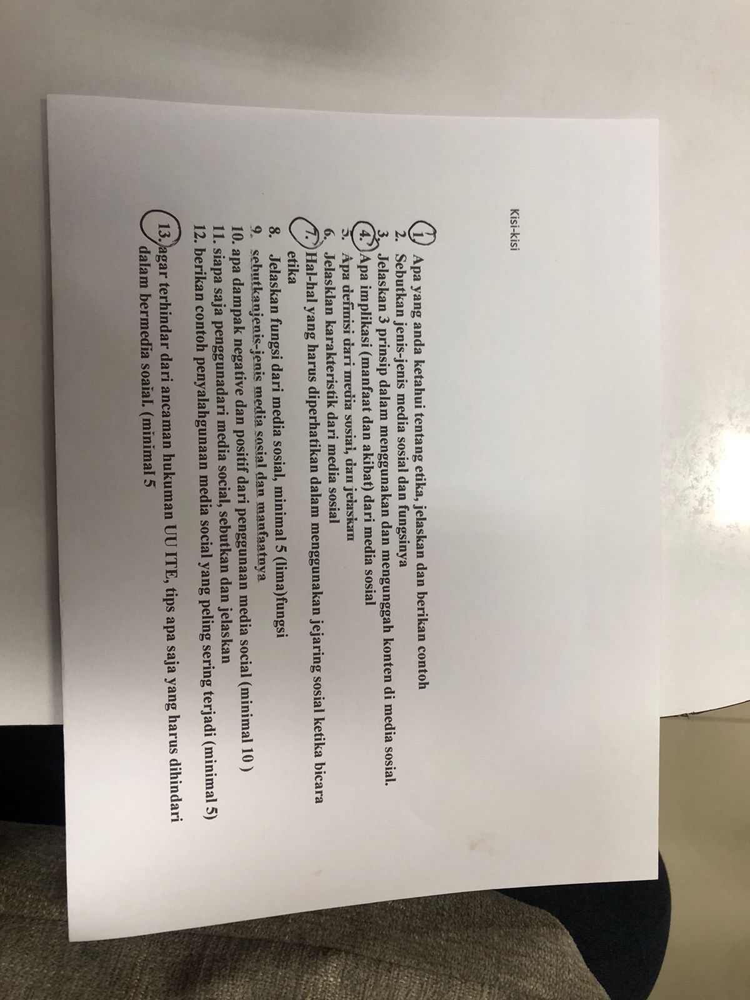 Kisi-kisi
1. Apa yang anda ketahui tentang etika, jelaskan dan berikan contoh
2. Sebutkan jenis-jenis media sosial dan fungsinya
3. Jelaskan 3 prinsip dalam menggunakan dan mengunggah konten di media sosial.
4. Apa implikasi (manfaat dan akibat) dari media sosial
5. Apa definisi dari media sosial, dan jelaskan
6. Jelasklan karakteristik dari media sosial
7. Hal-hal yang harus diperhatikan dalam menggunakan jejaring sosial ketika bicara
etika
8. Jelaskan fungsi dari media sosial, minimal 5 (lima)fungsi
9. sebutkanjenis-jenis media sosial dan manfaatnya
10. apa dampak negative dan positif dari penggunaan media social (minimal 10 )
11. siapa saja penggunadari media social, sebutkan dan jelaskan
12. berikan contoh penyalahgunaan media social yang peling sering terjadi (minimal 5)
13. agar terhindar dari ancaman hukuman UU ITE, tips apa saja yang harus dihindari
dalam bermedia soaial. (minimal 5